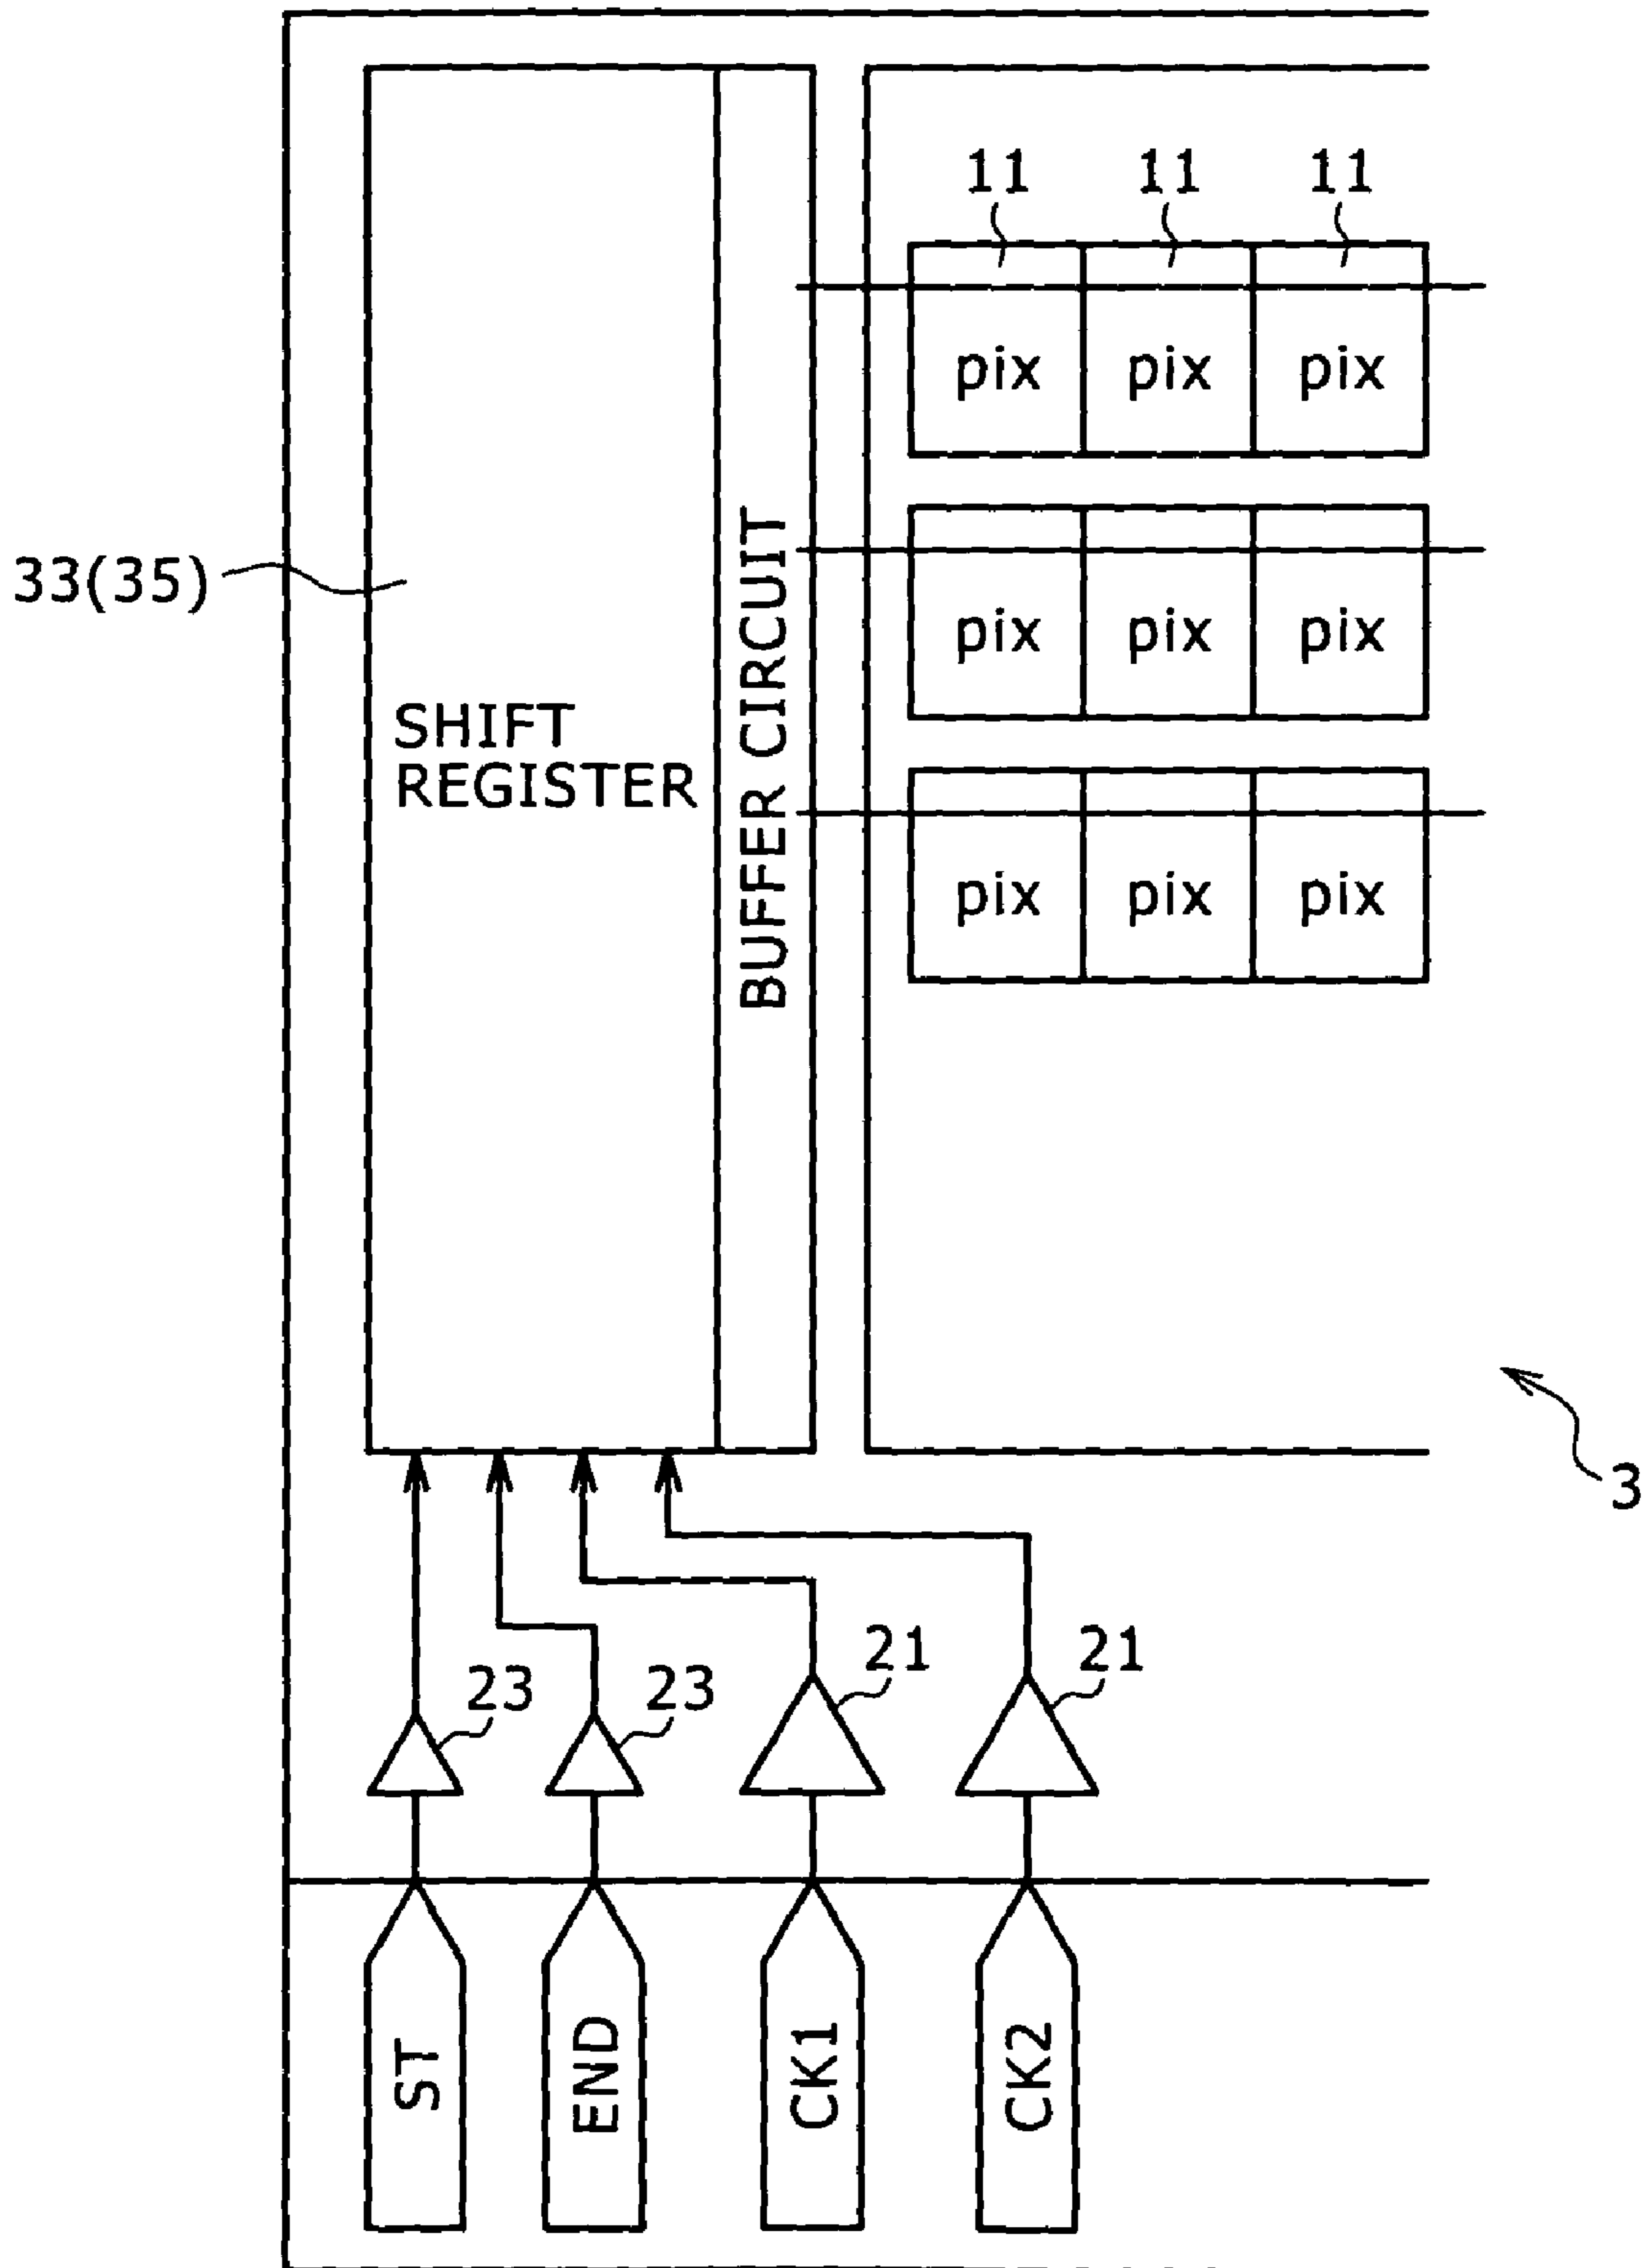 11 11 11
pix pix pix
33(35)
pix pix pix
SHIFT
REGISTER
BUFFER CIRCUIT
pix pix pix
3
21 21
23 23
ST
END
CK1
CK2